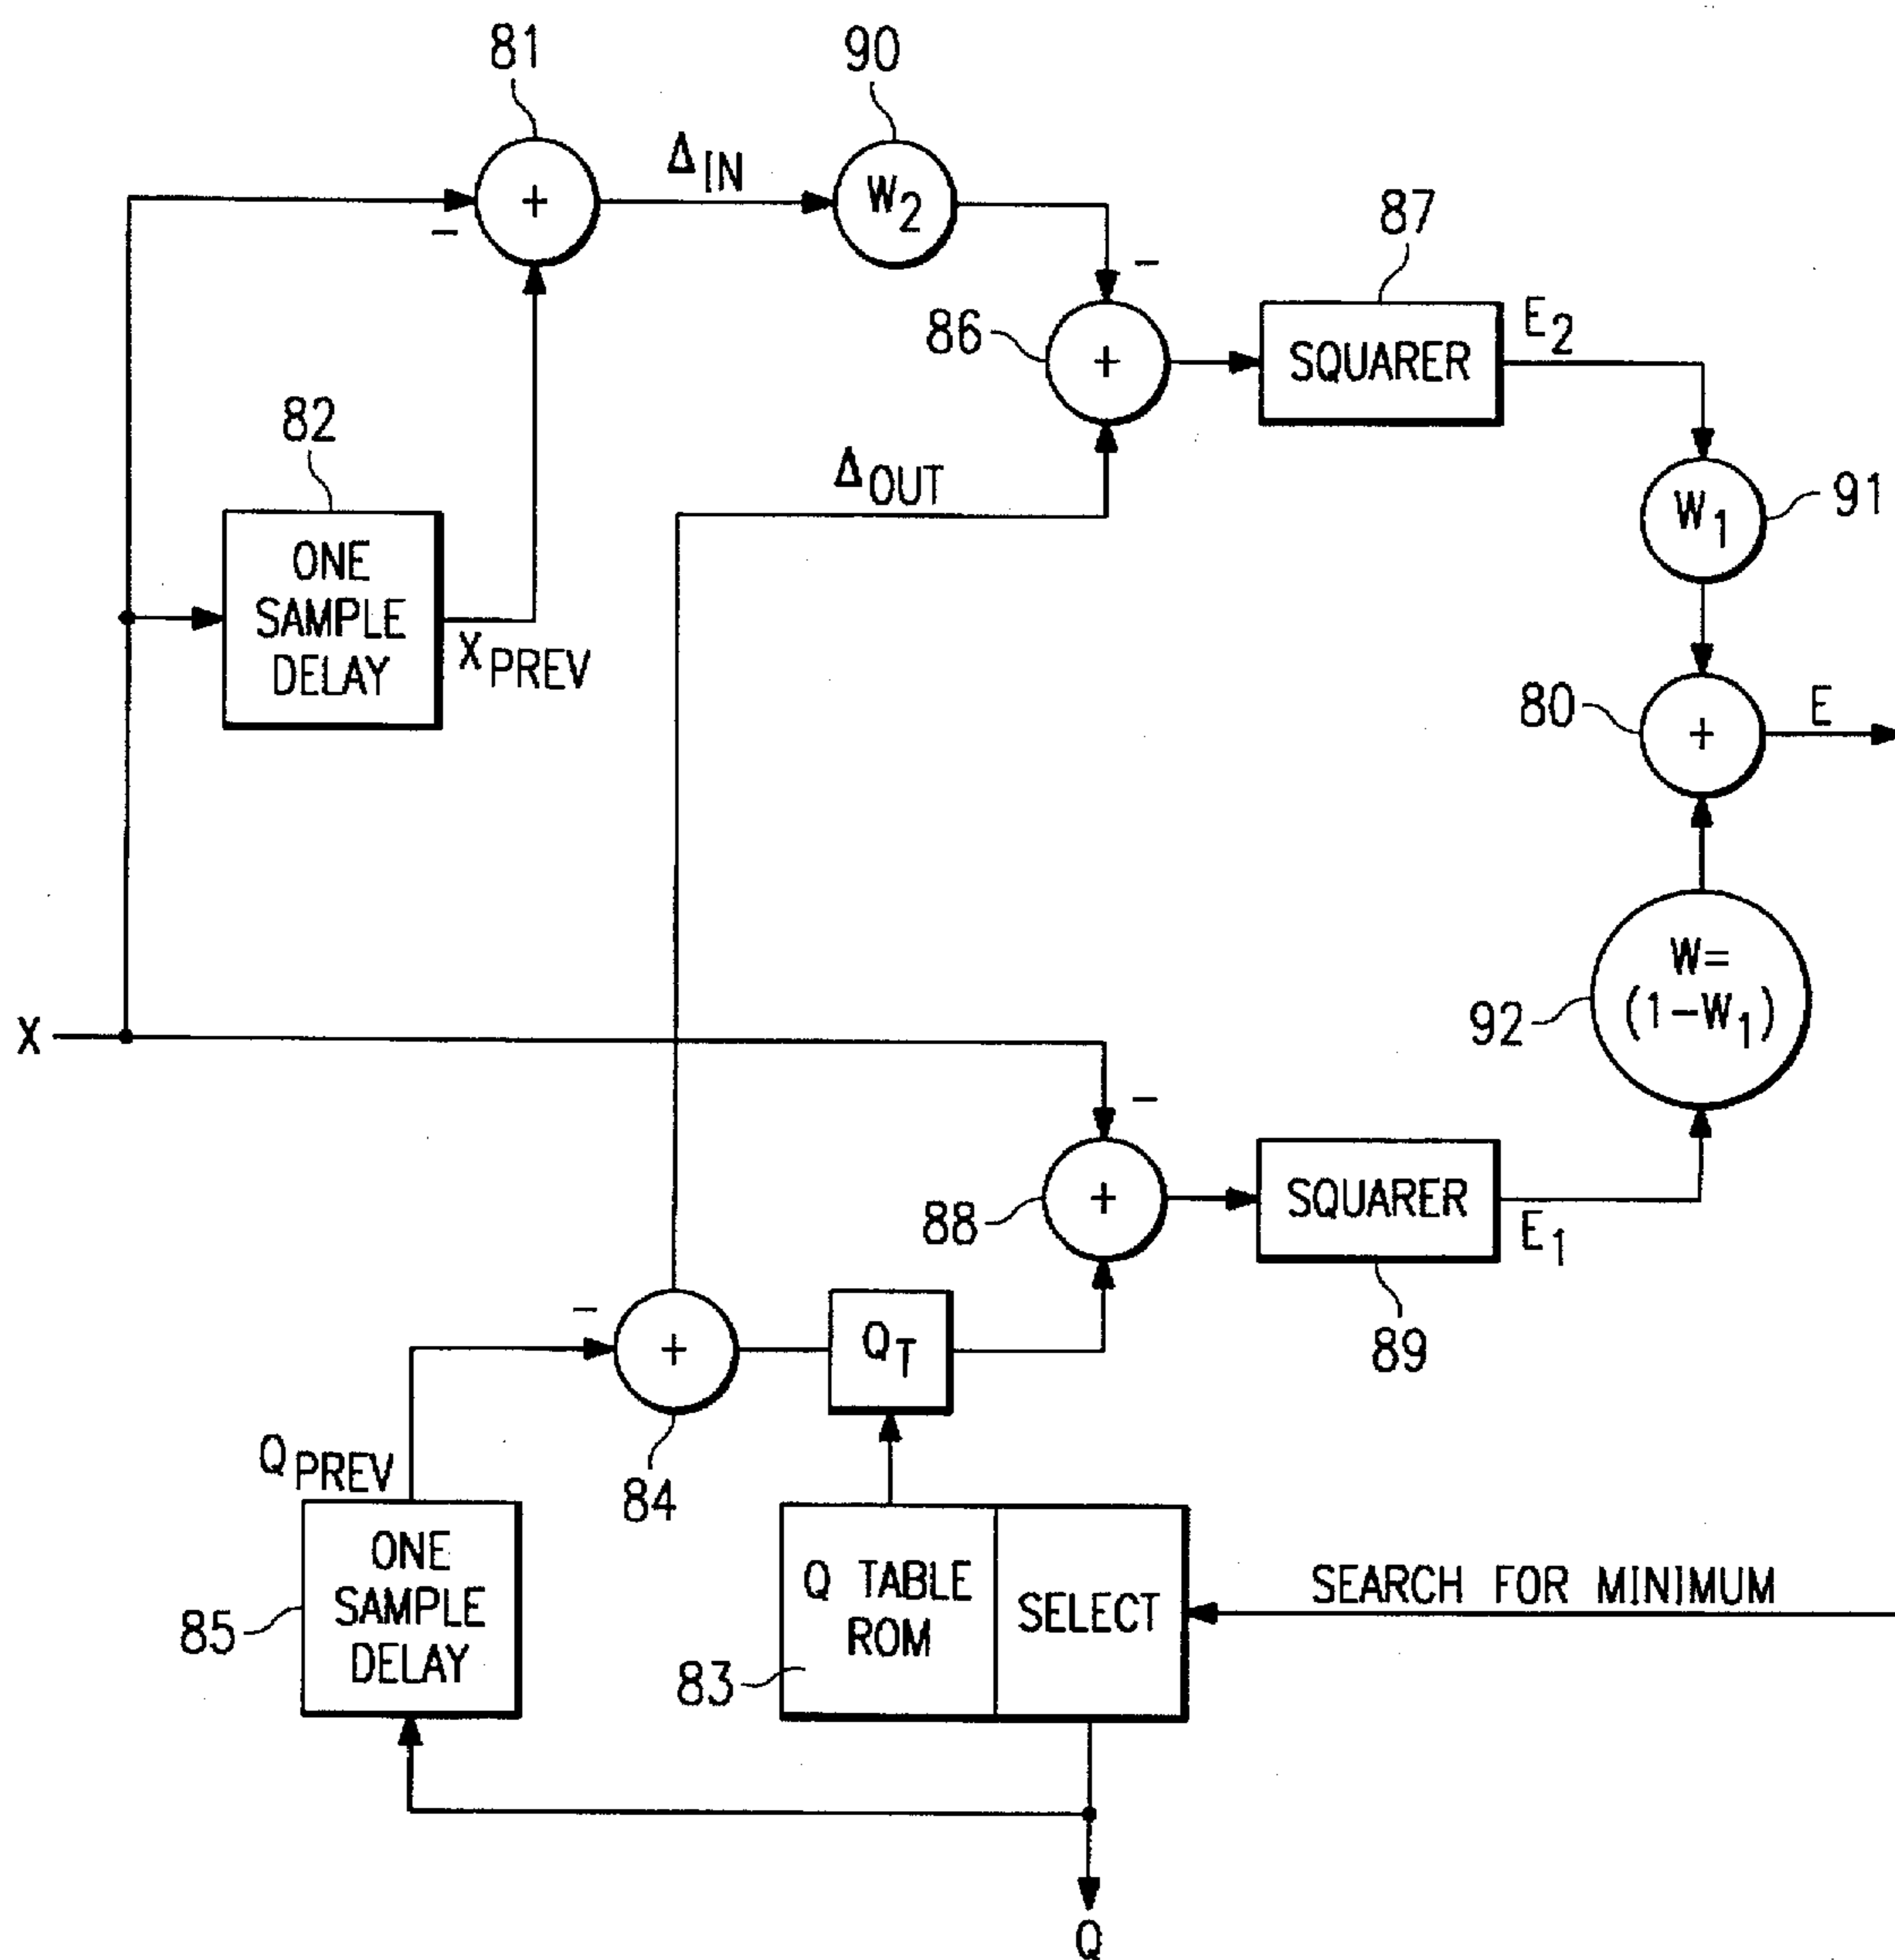 81
90
Δ IN
W2
-
-
87
86
+
SQUARER
E2
82
ΔOUT
ONE
SAMPLE
DELAY
XPREV
W1
91
80
+
E
W=
(1-W1)
92
X
-
88
+
SQUARER
E1
89
-
+
QT
QPREV
84
ONE
SAMPLE
DELAY
85
Q TABLE
ROM
83
SELECT
SEARCH FOR MINIMUM
Q
+